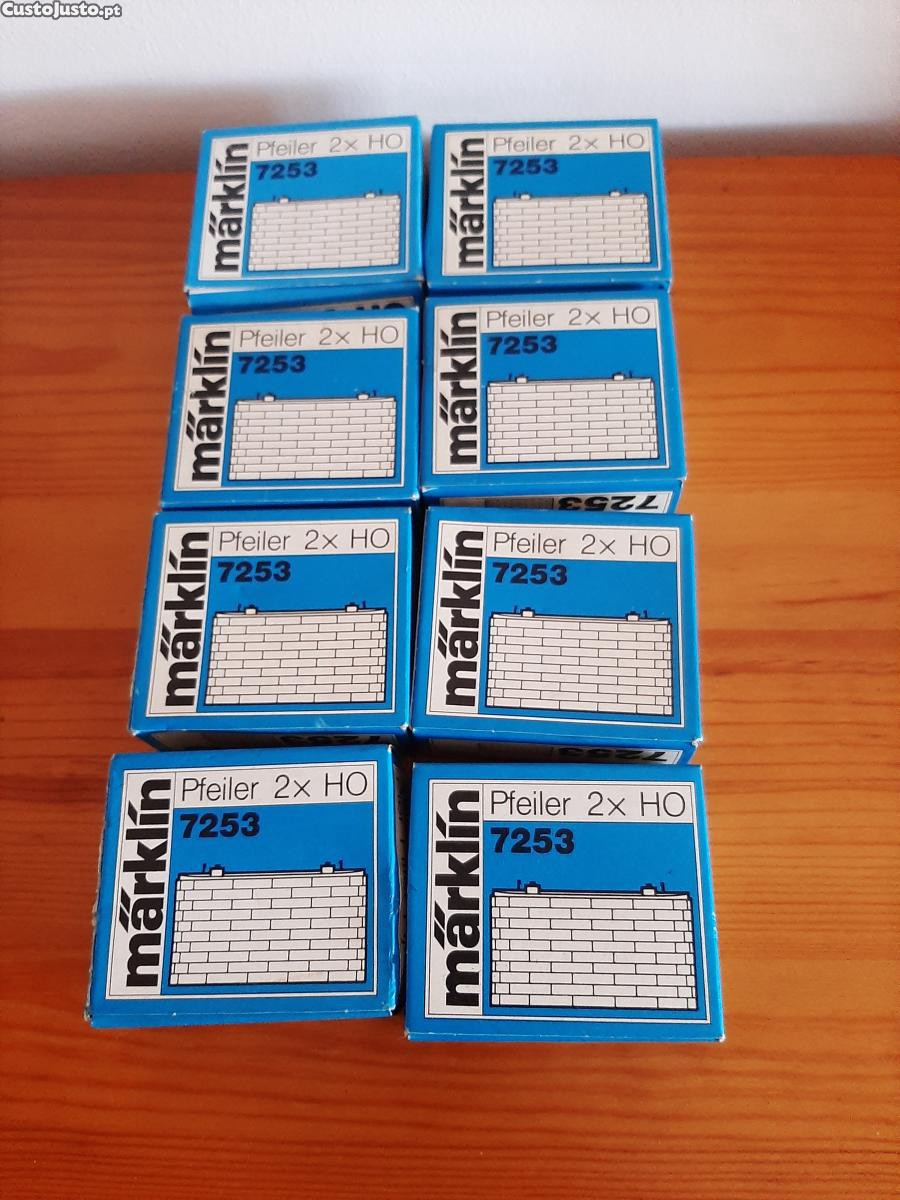 CustoJusto.pt
märklin
Pfeiler 2x HO
7253
märklin
Pfeiler 2x HO
7253
märklin
Pfeiler 2x HO
7253
märklin
Pfeiler 2x HO
7253
7253
märklin
Pfeiler 2x HO
7253
märklin
Pfeiler 2x HO
7253
7253
märklin
Pfeiler 2x HO
7253
märklin
Pfeiler 2x HO
7253